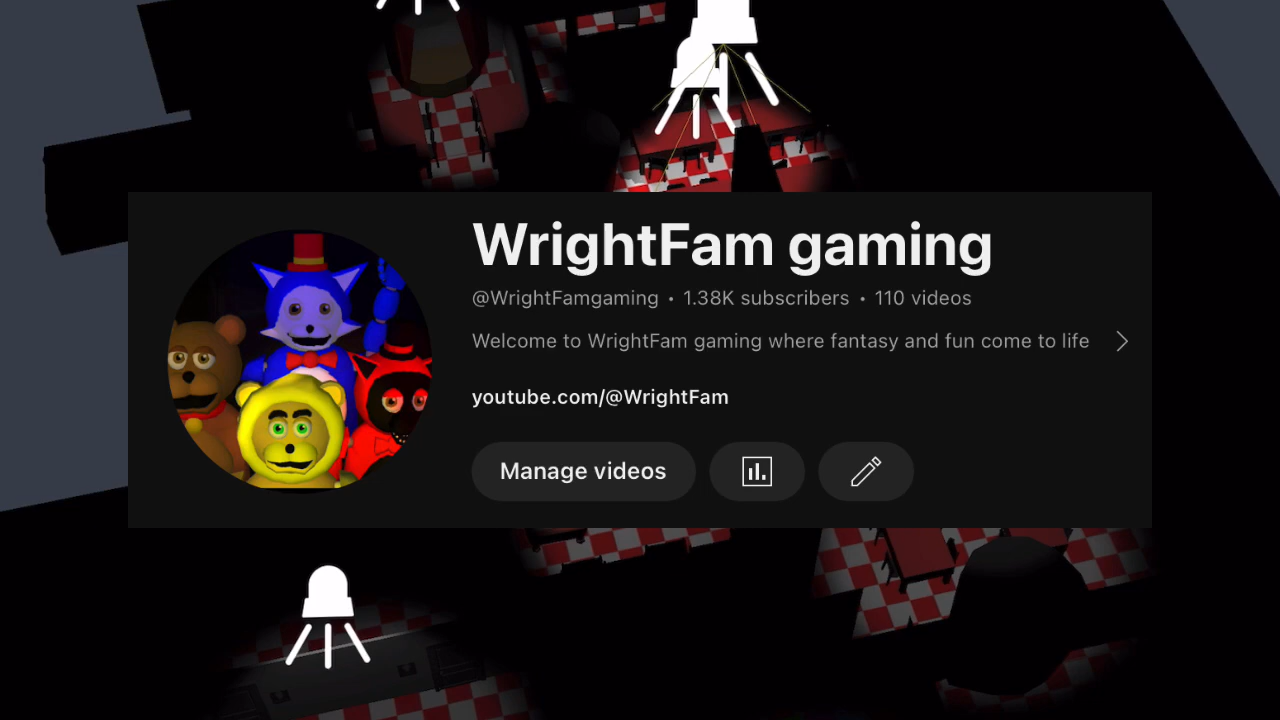 WrightFam gaming
@WrightFamgaming • 1.38K subscribers • 110 videos
Welcome to WrightFam gaming where fantasy and fun come to life
youtube.com/@WrightFam
Manage videos